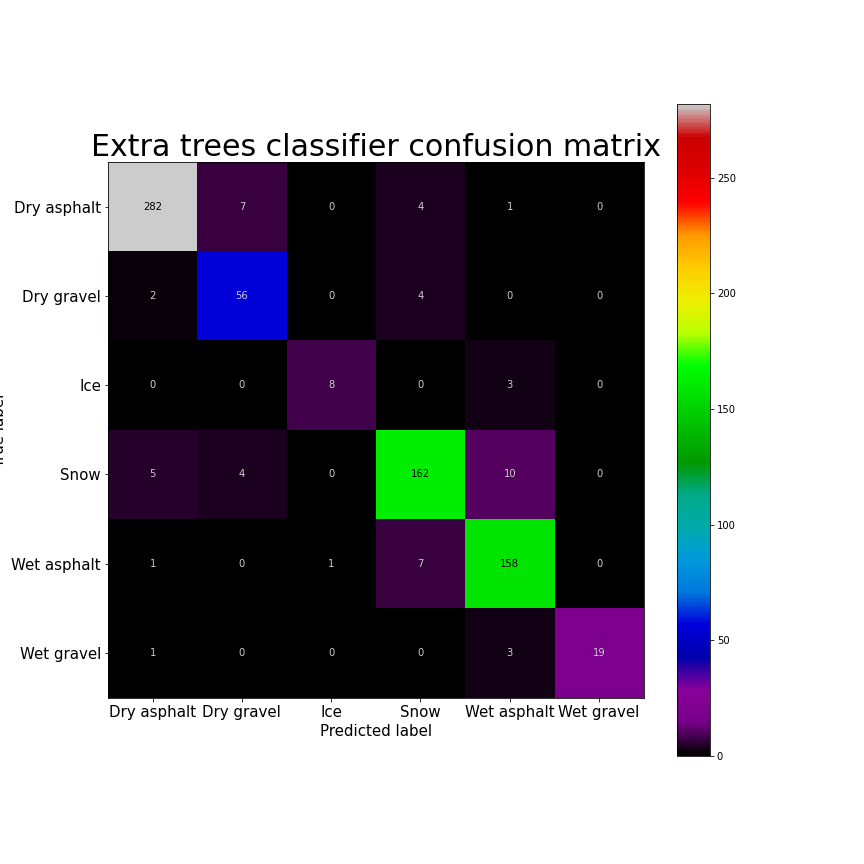 Extra trees classifier confusion matrix
Dry asphalt 282 7 0 4 1 0
Dry gravel 2 56 0 4 0 0
Ice 0 0 8 0 3 0
Snow 5 4 0 162 10 0
Wet asphalt 1 0 1 7 158 0
Wet gravel 1 0 0 0 3 19
Dry asphalt Dry gravel Ice Snow Wet asphalt Wet gravel
Predicted label
250
200
150
100
50
0